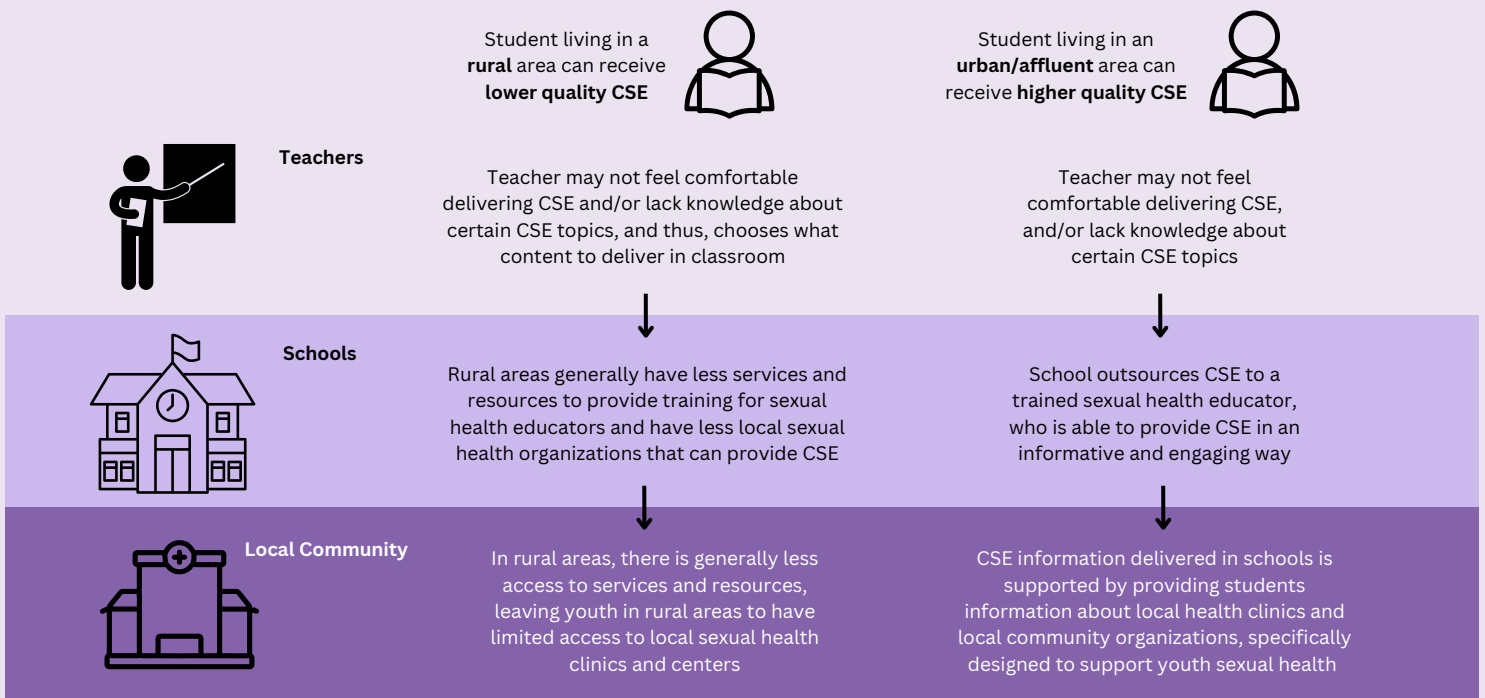 Student living in a
rural area can receive
lower quality CSE
Student living in an
urban/affluent area can
receive higher quality CSE
Teachers
Teacher may not feel comfortable
delivering CSE and/or lack knowledge about
certain CSE topics, and thus, chooses what
content to deliver in classroom
Teacher may not feel
comfortable delivering CSE,
and/or lack knowledge about
certain CSE topics
Schools
Rural areas generally have less services and
resources to provide training for sexual
health educators and have less local sexual
health organizations that can provide CSE
School outsources CSE to a
trained sexual health educator,
who is able to provide CSE in an
informative and engaging way
Local Community
In rural areas, there is generally less
access to services and resources,
leaving youth in rural areas to have
limited access to local sexual health
clinics and centers
CSE information delivered in schools is
supported by providing students
information about local health clinics and
local community organizations, specifically
designed to support youth sexual health